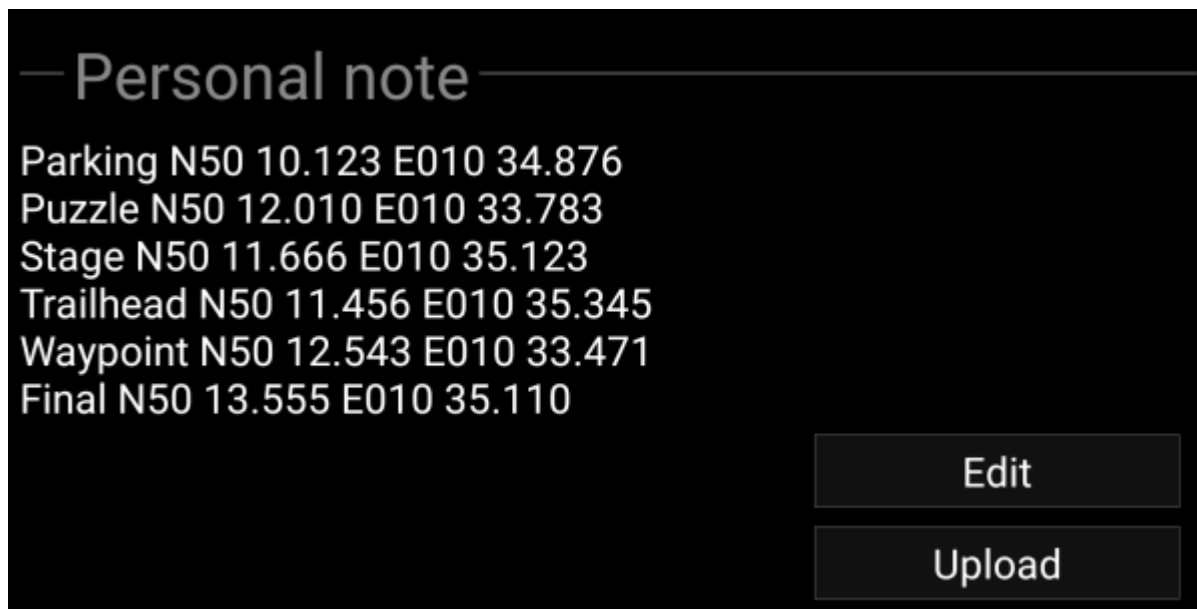 Personal note
Parking N50 10.123 E010 34.876
Puzzle N50 12.010 E010 33.783
Stage N50 11.666 E010 35.123
Trailhead N50 11.456 E010 35.345
Waypoint N50 12.543 E010 33.471
Final N50 13.555 E010 35.110
Edit
Upload